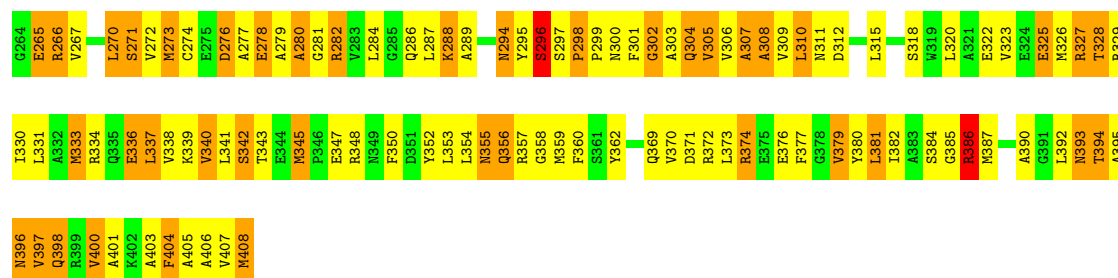 G264 E265 R266 V267 L270 S271 V272 M273 C274 E275 D276 A277 E278 A279 A280 G281 R282 V283 L284 G285 Q286 L287 K288 A289 N294 Y295 S296 S297 P298 P299 N300 F301 G302 A303 Q304 V305 V306 A307 A308 V309 L310 N311 D312 L315 S318 W319 L320 A321 E322 V323 E324 E325 M326 R327 T328 R329
I330 L331 A332 M333 R334 Q335 E336 L337 V338 K339 V340 L341 S342 T343 E344 M345 P346 E347 R348 N349 F350 D351 Y352 L353 L354 N355 Q356 R357 G358 M359 F360 S361 Y362 Q369 V370 D371 R372 L373 R374 E375 E376 F377 G378 V379 Y380 L381 I382 A383 S384 G385 R386 M387 A390 G391 L392 N393 T394 A395
N396 V397 Q398 R399 V400 A401 K402 A403 F404 A405 A406 V407 M408